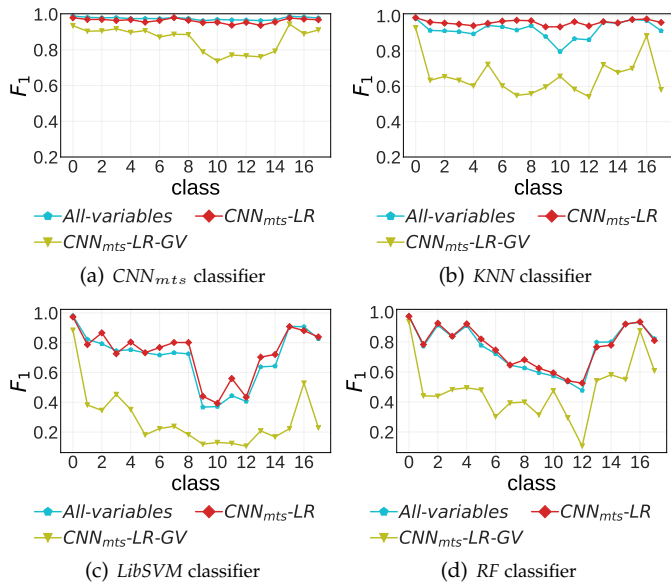 1.0
0.8
0.6
0.4
0.2
F1
0 2 4 6 8 10 12 14 16
class
All-variables CNNmts-LR
CNNmts-LR-GV
(a) CNNmts classifier
1.0
0.8
0.6
0.4
0.2
F1
0 2 4 6 8 10 12 14 16
class
All-variables CNNmts-LR
CNNmts-LR-GV
(b) KNN classifier
1.0
0.8
0.6
0.4
0.2
F1
0 2 4 6 8 10 12 14 16
class
All-variables CNNmts-LR
CNNmts-LR-GV
(c) LibSVM classifier
1.0
0.8
0.6
0.4
0.2
F1
0 2 4 6 8 10 12 14 16
class
All-variables CNNmts-LR
CNNmts-LR-GV
(d) RF classifier